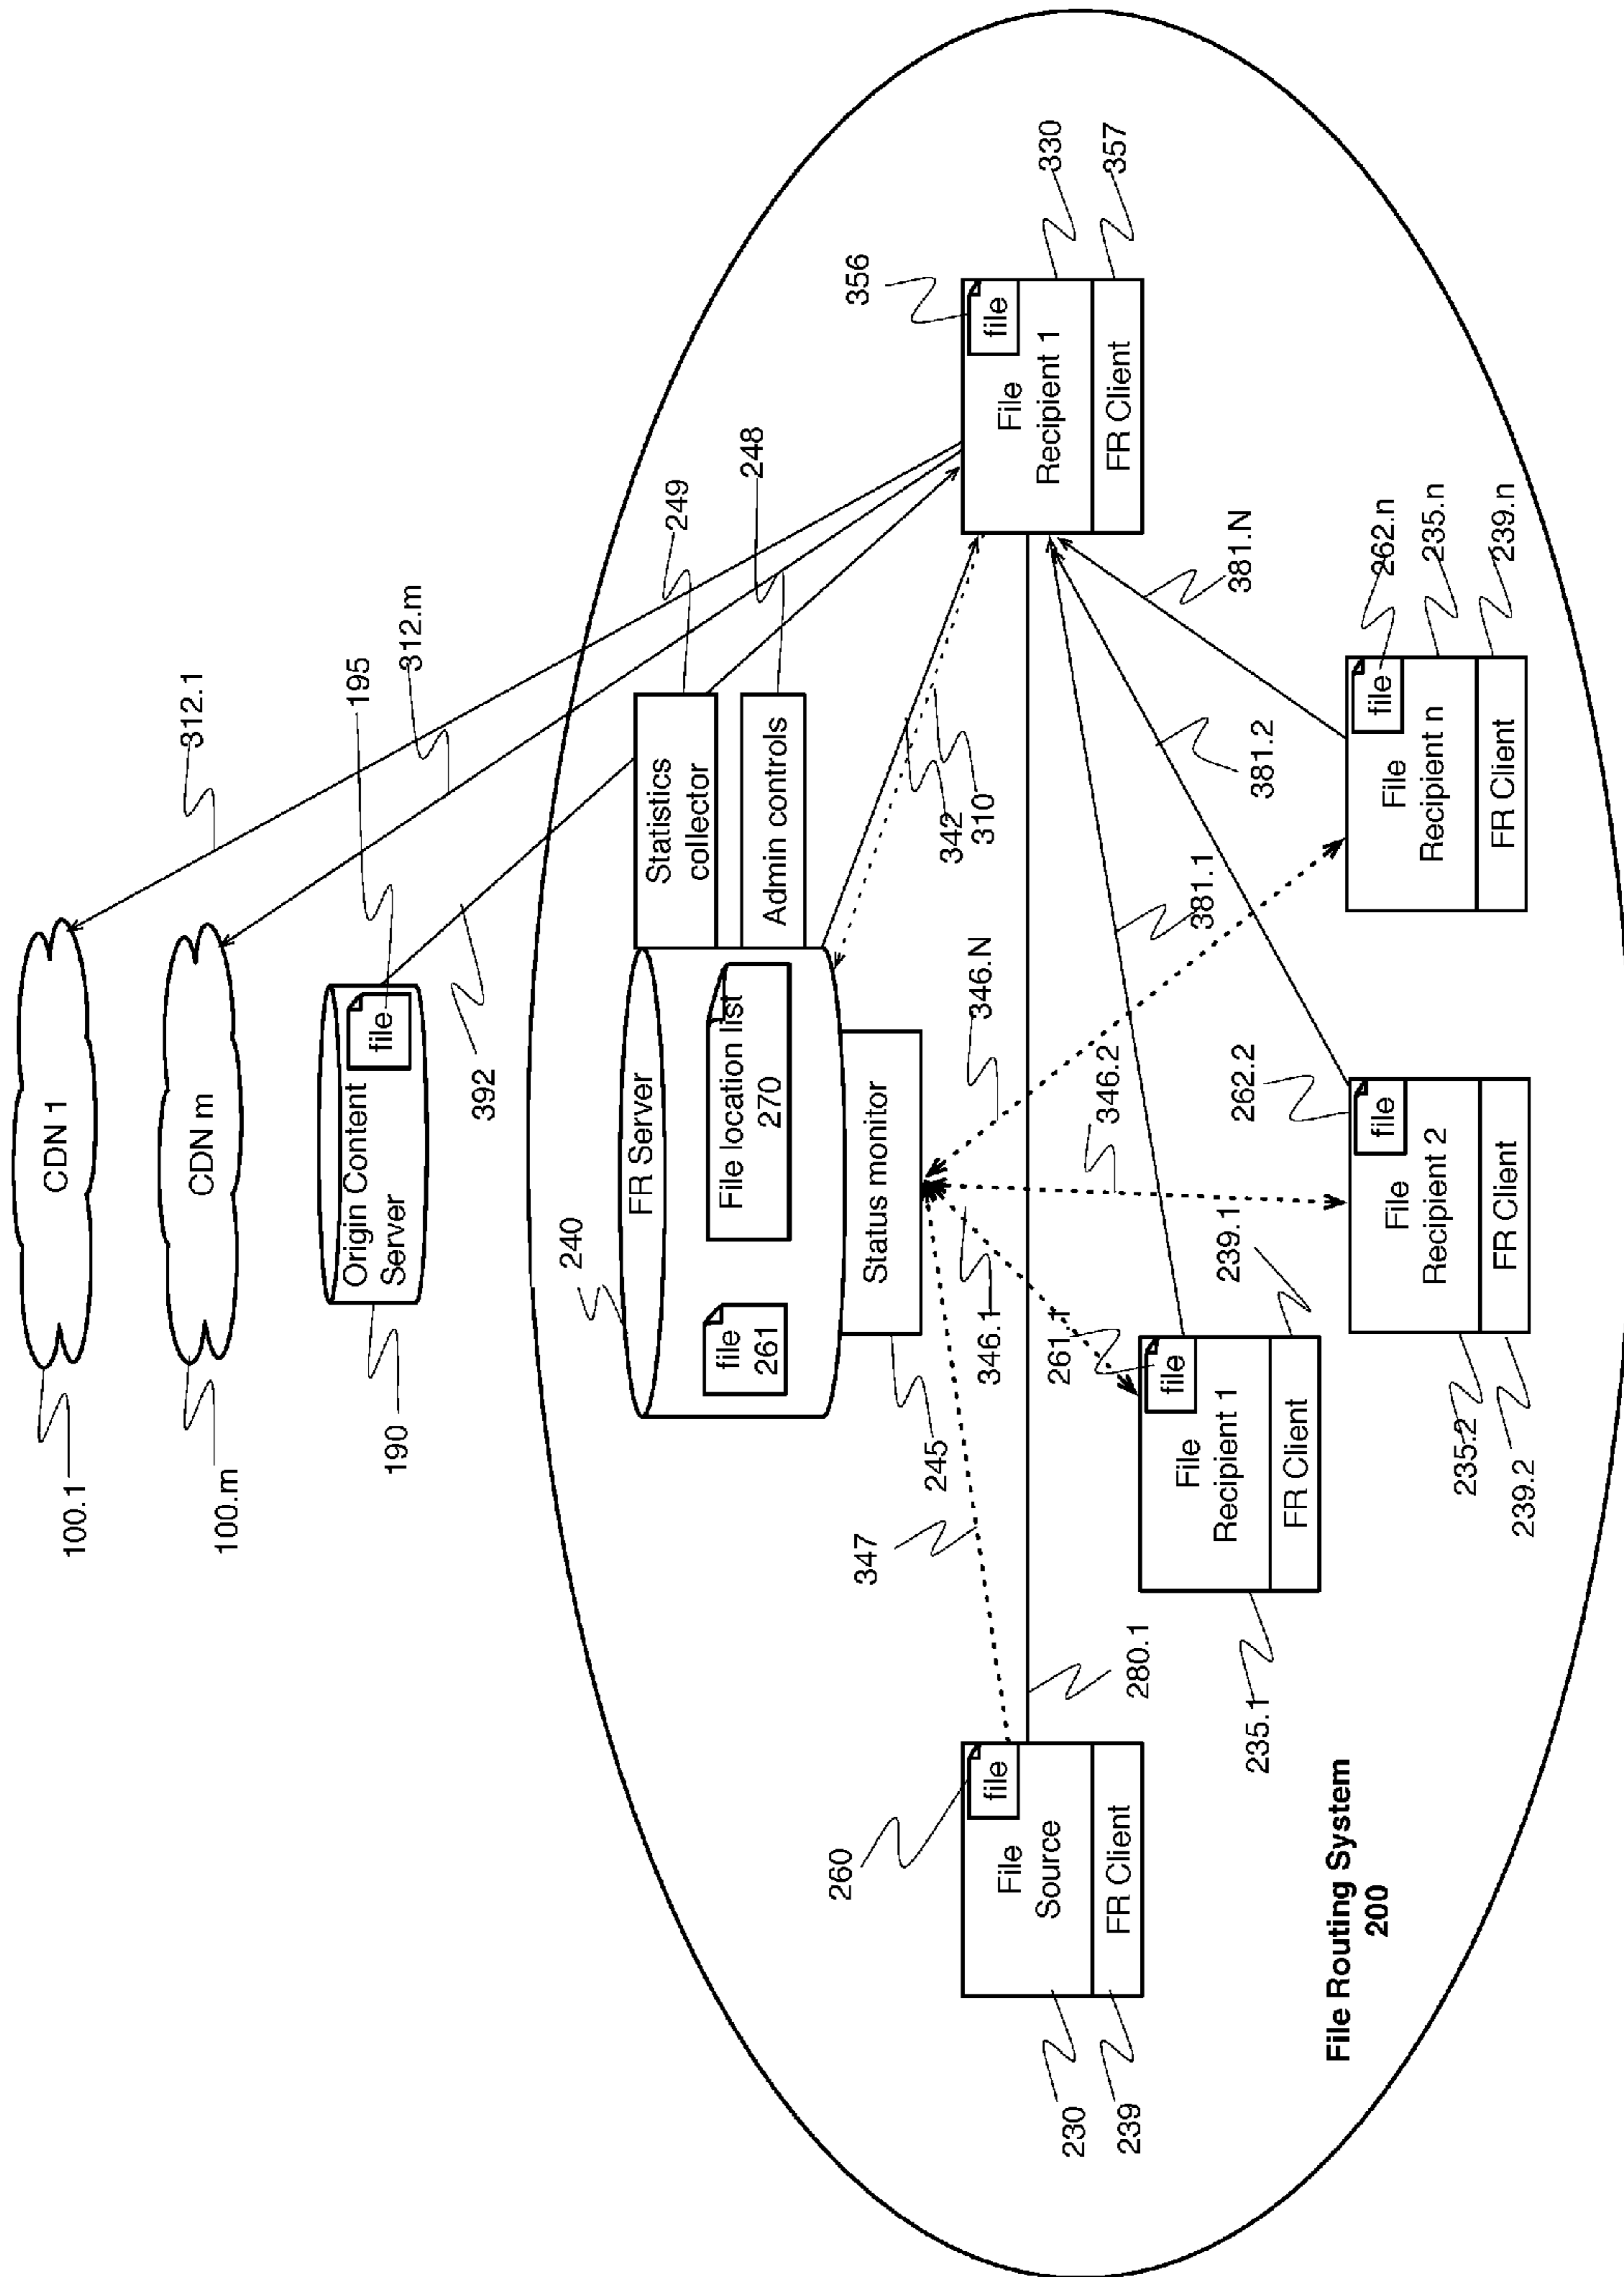 100.1
CDN 1
312.1
100.m
CDN m
312.m
190
Origin Content
Server
file
195
392
240
FR Server
file
261
File location list
270
Statistics
collector
249
Admin controls
248
245
Status monitor
347
346.1
346.2
346.N
342
310
260
file
File
Source
FR Client
230
239
280.1
356
file
File
Recipient 1
FR Client
330
357
381.1
381.2
381.N
261.1
file
File
Recipient 1
FR Client
235.1
239.1
262.2
file
File
Recipient 2
FR Client
235.2
239.2
262.n
file
File
Recipient n
FR Client
235.n
239.n
File Routing System
200